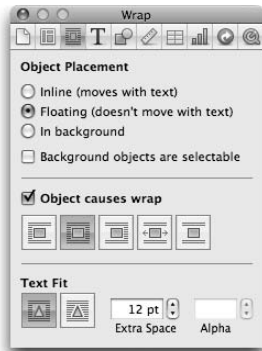 Wrap
T
Object Placement
Inline (moves with text)
Floating (doesn't move with text)
In background
Background objects are selectable
Object causes wrap
Text Fit
12 pt
Extra Space
Alpha